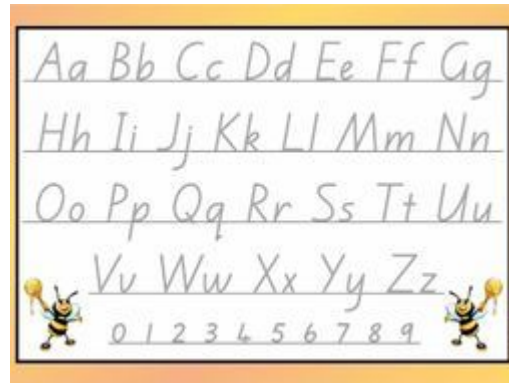 Aa Bb Cc Dd Ee Ff Gg
Hh Ii Jj Kk Ll Mm Nn
Oo Pp Qq Rr Ss Tt Uu
Vv Ww Xx Yy Zz
0 1 2 3 4 5 6 7 8 9